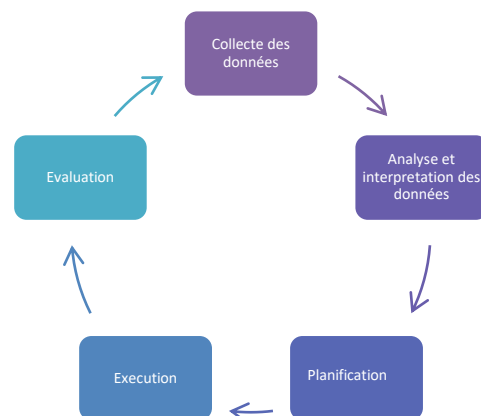 Collecte des
données
Analyse et
interpretation des
données
Planification
Execution
Evaluation